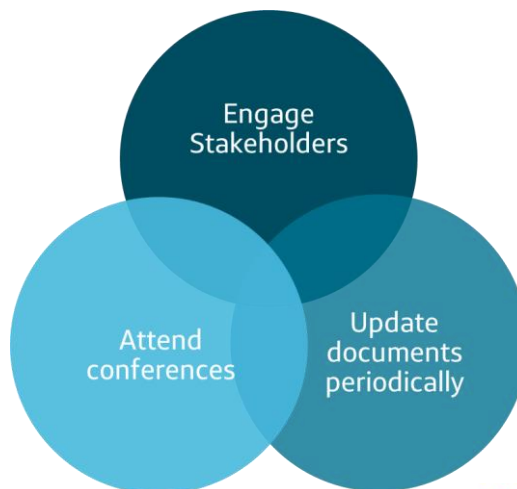 Engage
Stakeholders
Attend
conferences
Update
documents
periodically